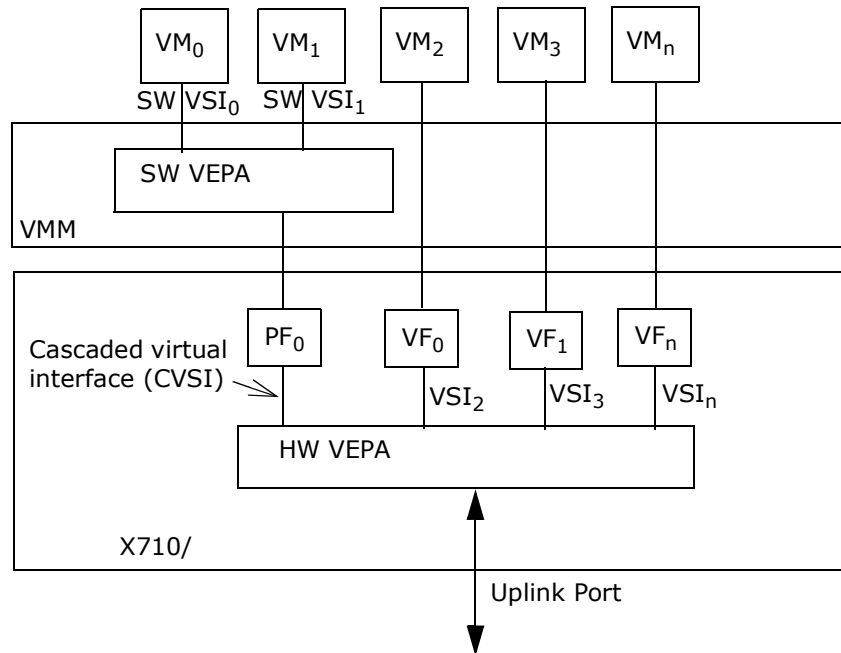 VM0 VM1 VM2 VM3 VMn
SW VSI0 SW VSI1
SW VEPA
VMM
PF0 VF0 VF1 VFn
Cascaded virtual
interface (CVSI)
VSI2 VSI3 VSIn
HW VEPA
X710/
Uplink Port